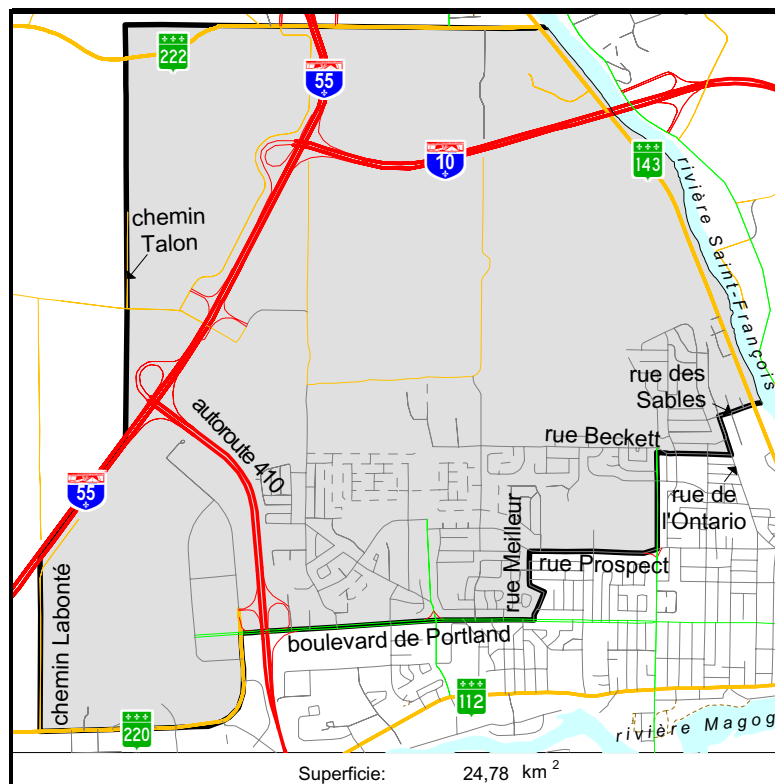 222
55
10
143
rivière Saint-François
chemin
Talon
rue des
Sables
autoroute 410
rue Beckett
55
rue de
l'Ontario
rue Meilleur
rue Prospect
chemin Labonté
boulevard de Portland
112
220
rivière Magog
Superficie: 24,78 km 2